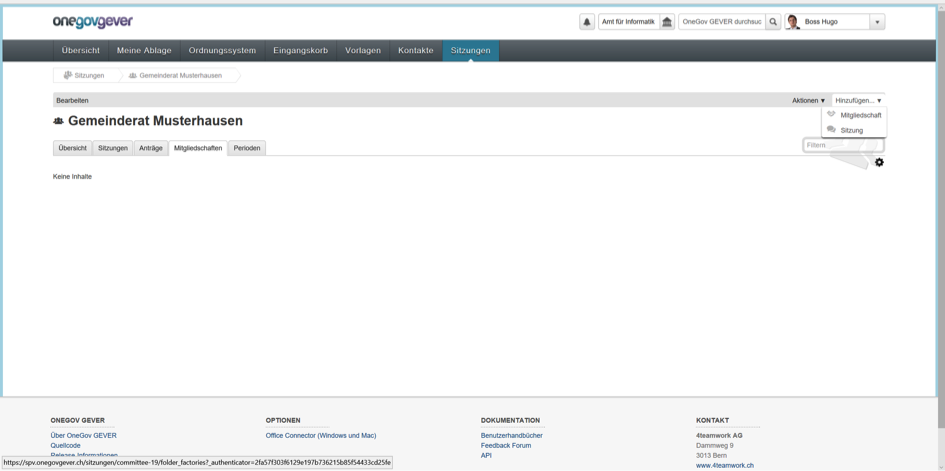 onegovgever
Amt für Informatik
OneGov GEVER durchsuc
Boss Hugo
Übersicht Meine Ablage Ordnungssystem Eingangskorb Vorlagen Kontakte Sitzungen
Sitzungen Gemeinderat Musterhausen
Bearbeiten Aktionen ▼ Hinzufügen... ▼
Mitgliedschaft
Sitzung
Gemeinderat Musterhausen
Übersicht Sitzungen Anträge Mitgliedschaften Perioden
Filtern
Keine Inhalte
ONEGOV GEVER
Über OneGov GEVER
Quellcode
Release Informationen
OPTIONEN
Office Connector (Windows und Mac)
DOKUMENTATION
Benutzerhandbücher
Feedback Forum
API
KONTAKT
4teamwork AG
Dammweg 9
3013 Bern
www.4teamwork.ch
https://spv.onegovgever.ch/sitzungen/committee-19/folder_factories?_authenticator=2fa57f303f6129e197b736215b85f54433cd25fe